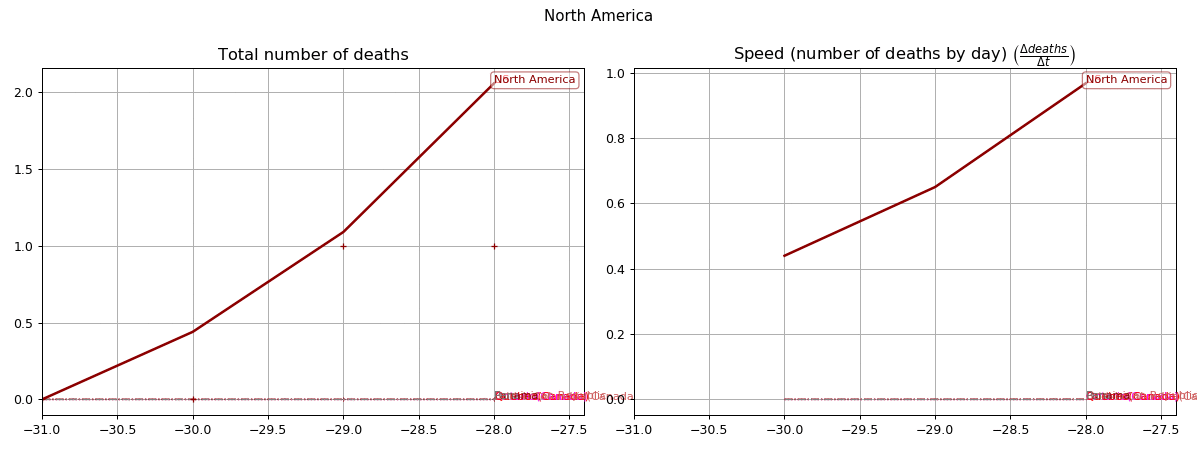 North America
Total number of deaths
Speed (number of deaths by day) (Δdeaths/Δt)
2.0
1.5
1.0
0.5
0.0
North America
−31.0 −30.5 −30.0 −29.5 −29.0 −28.5 −28.0 −27.5
1.0
0.8
0.6
0.4
0.2
0.0
North America
−31.0 −30.5 −30.0 −29.5 −29.0 −28.5 −28.0 −27.5